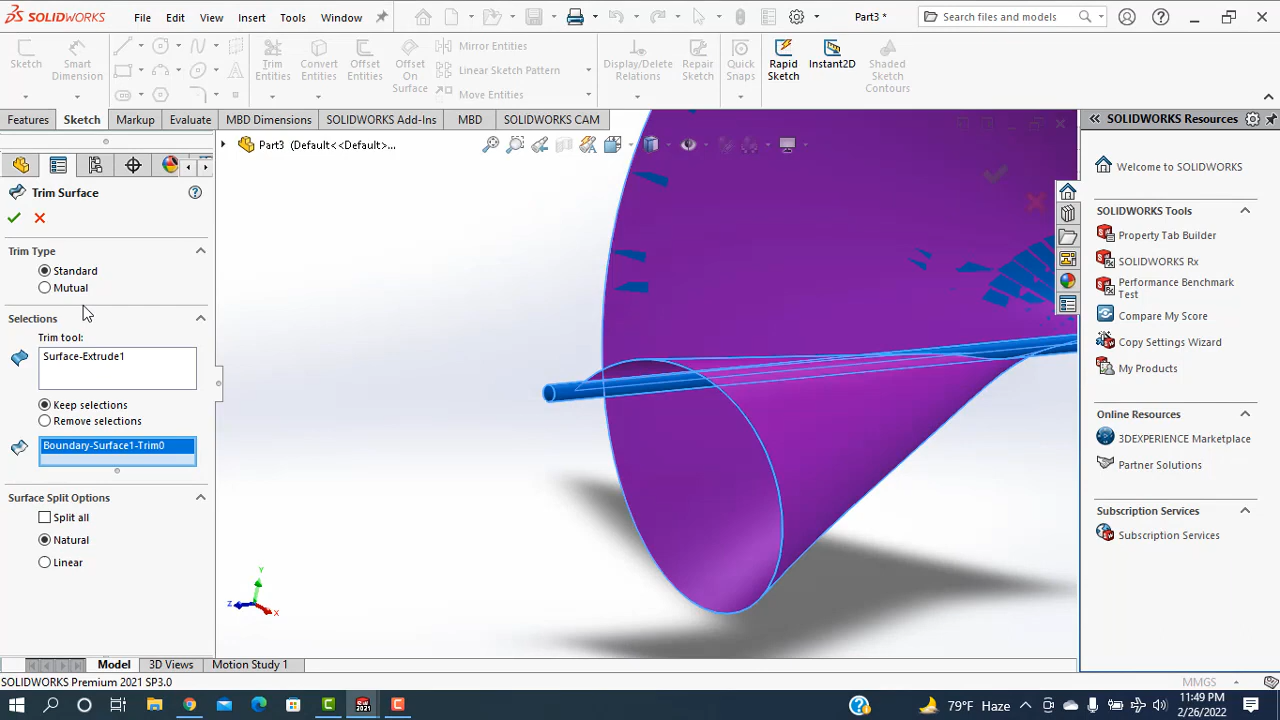 SOLIDWORKS
File Edit View Insert Tools Window
Part3 *
Search files and models
Sketch
Smart Dimension
Trim Entities
Convert Entities
Offset Entities
Offset On Surface
Mirror Entities
Linear Sketch Pattern
Move Entities
Display/Delete Relations
Repair Sketch
Quick Snaps
Rapid Sketch
Instant2D
Shaded Sketch Contours
Features Sketch Markup Evaluate MBD Dimensions SOLIDWORKS Add-Ins MBD SOLIDWORKS CAM
Part3 (Default<<Default>...
Trim Surface
Trim Type
Standard
Mutual
Selections
Trim tool:
Surface-Extrude1
Keep selections
Remove selections
Boundary-Surface1-Trim0
Surface Split Options
Split all
Natural
Linear
Y
Z
X
SOLIDWORKS Resources
Welcome to SOLIDWORKS
SOLIDWORKS Tools
Property Tab Builder
SOLIDWORKS Rx
Performance Benchmark
Test
Compare My Score
Copy Settings Wizard
My Products
Online Resources
3DEXPERIENCE Marketplace
Partner Solutions
Subscription Services
Subscription Services
Model 3D Views Motion Study 1
SOLIDWORKS Premium 2021 SP3.0
MMGS
79°F Haze
11:49 PM
2/26/2022